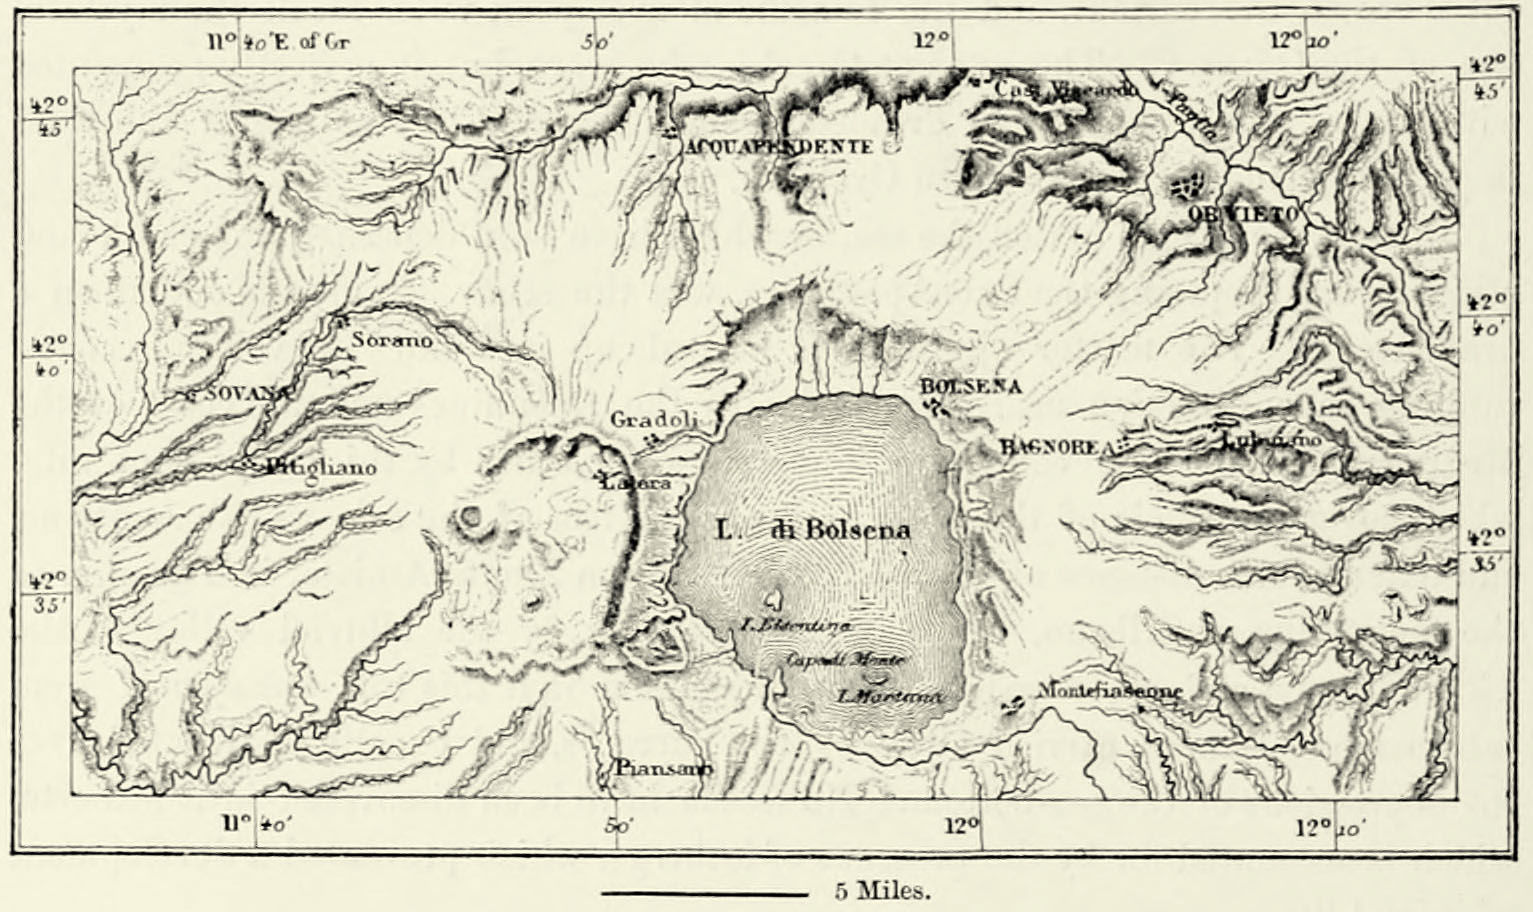 11° 40' E. of Gr
50'
12°
12° 10'
42°
45'
42°
45'
Cast. Viscardo
Paglia
ACQUAPENDENTE
ORVIETO
42°
40'
42°
40'
Sorano
SOVANA
BOLSENA
Gradoli
BAGNOREA
Lubriano
Pitigliano
Latera
L. di Bolsena
42°
35'
42°
35'
I. Bisentina
Capo di Monte
I. Martana
Montefiascone
Piansano
11° 40'
50'
12°
12° 10'
5 Miles.